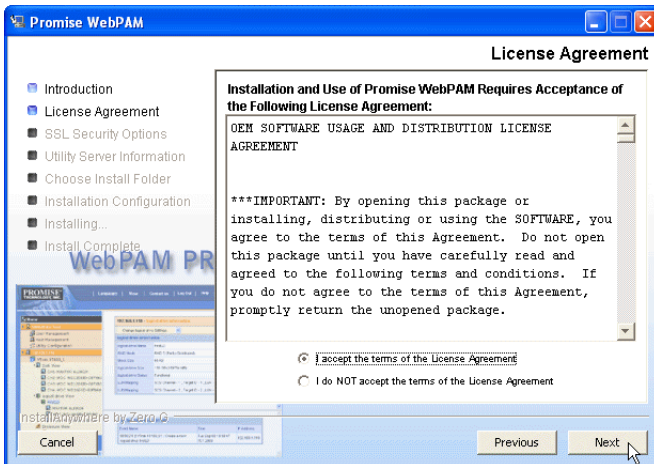 Promise WebPAM
License Agreement
Introduction
License Agreement
SSL Security Options
Utility Server Information
Choose Install Folder
Installation Configuration
Installing...
Install Complete
WebPAM PR
PROMISE
TECHNOLOGY, INC.
Installation and Use of Promise WebPAM Requires Acceptance of
the Following License Agreement:
OEM SOFTWARE USAGE AND DISTRIBUTION LICENSE
AGREEMENT
***IMPORTANT: By opening this package or
installing, distributing or using the SOFTWARE, you
agree to the terms of this Agreement. Do not open
this package until you have carefully read and
agreed to the following terms and conditions. If
you do not agree to the terms of this Agreement,
promptly return the unopened package.
I accept the terms of the License Agreement
I do NOT accept the terms of the License Agreement
InstallAnywhere by Zero G
Cancel
Previous
Next